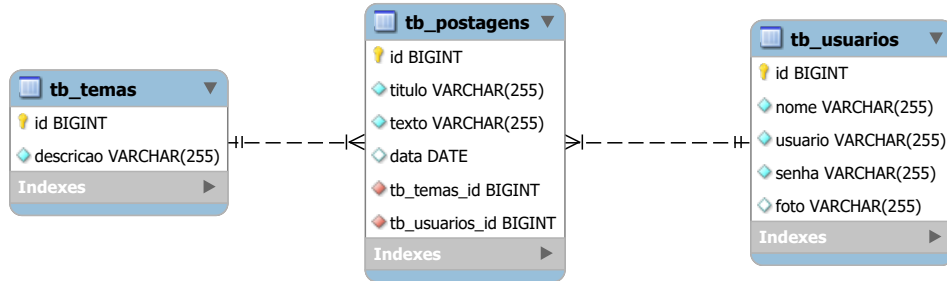 tb_temas
id BIGINT
descricao VARCHAR(255)
Indexes
tb_postagens
id BIGINT
titulo VARCHAR(255)
texto VARCHAR(255)
data DATE
tb_temas_id BIGINT
tb_usuarios_id BIGINT
Indexes
tb_usuarios
id BIGINT
nome VARCHAR(255)
usuario VARCHAR(255)
senha VARCHAR(255)
foto VARCHAR(255)
Indexes